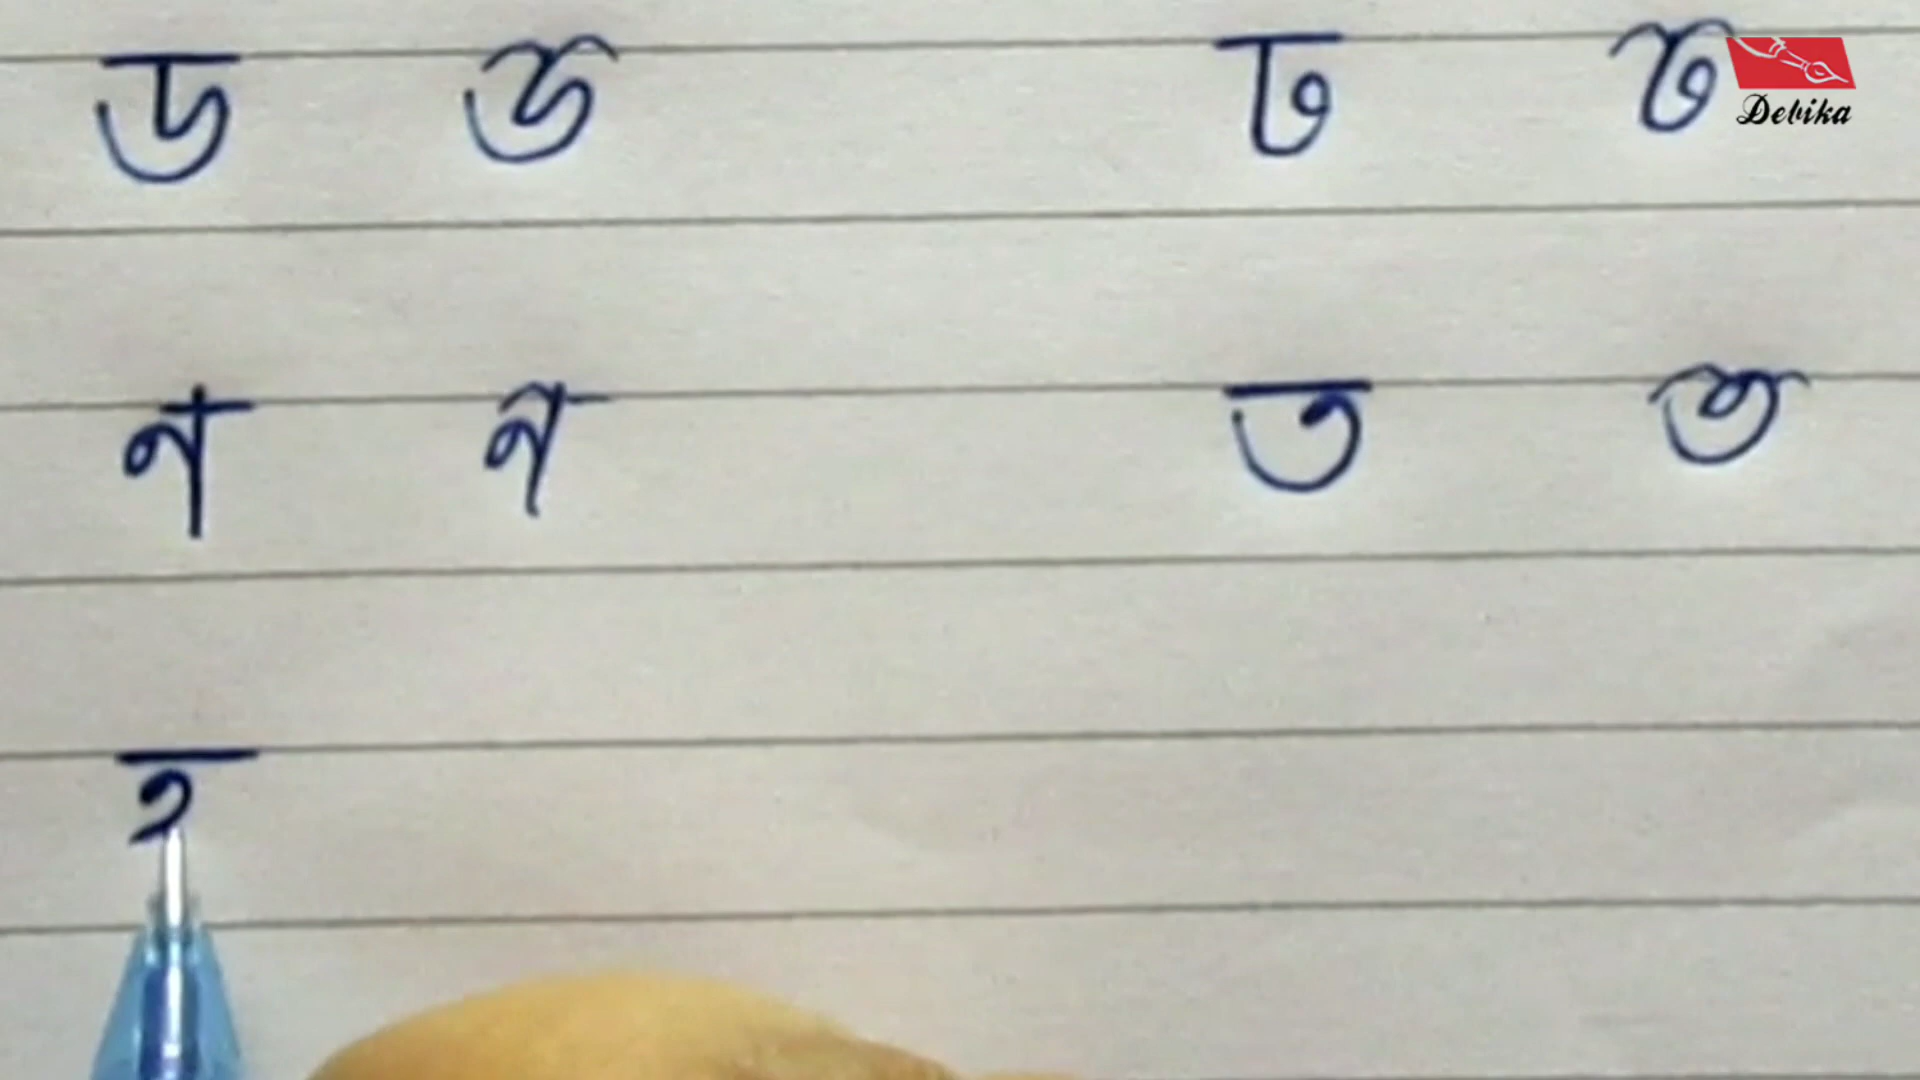 ড ড ঢ ঢ
Debika
ণ ণ ত ত